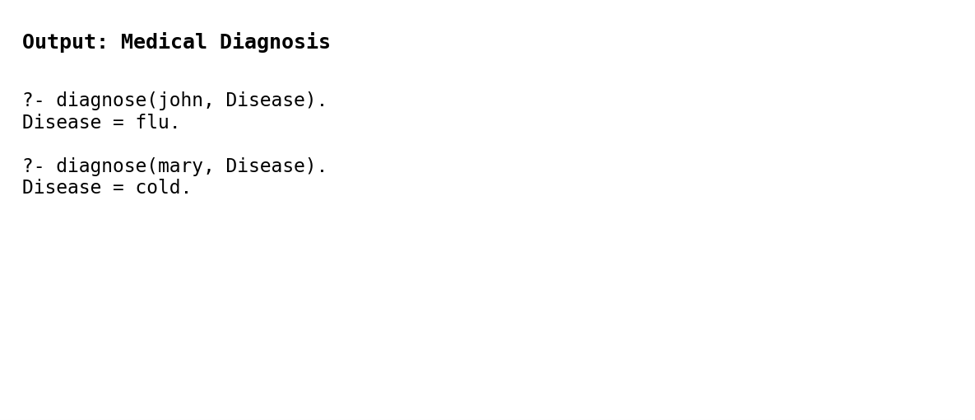 Output: Medical Diagnosis
?- diagnose(john, Disease).
Disease = flu.
?- diagnose(mary, Disease).
Disease = cold.